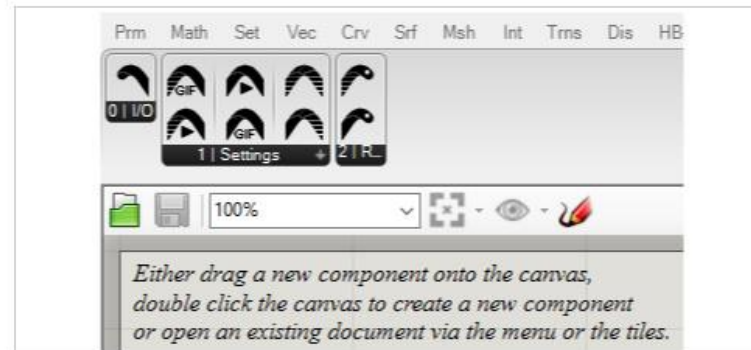 Prm Math Set Vec Crv Srf Msh Int Trns Dis HB-
GIF
GIF
0 | I/O
1 | Settings
2 | R_
100%
Either drag a new component onto the canvas,
double click the canvas to create a new component
or open an existing document via the menu or the tiles.